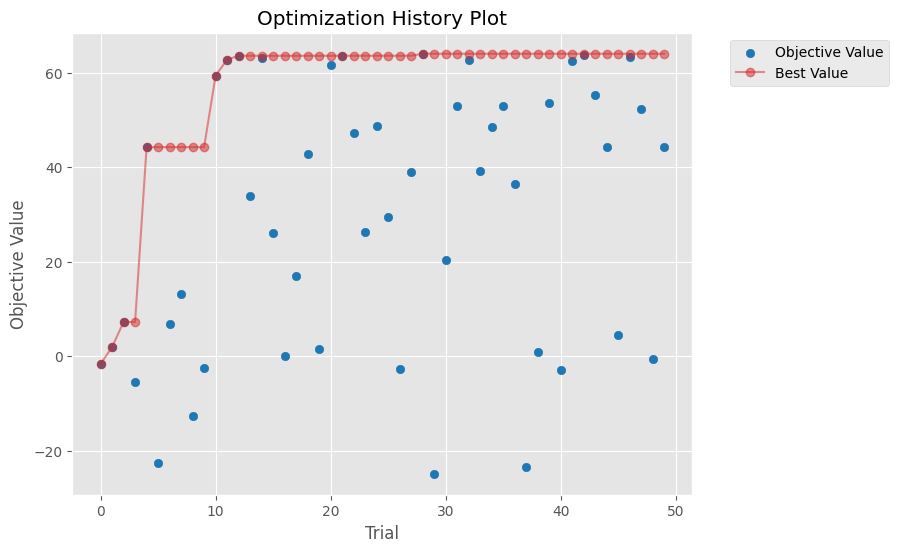 Optimization History Plot
Objective Value
Best Value
Objective Value
60
40
20
0
−20
0 10 20 30 40 50
Trial